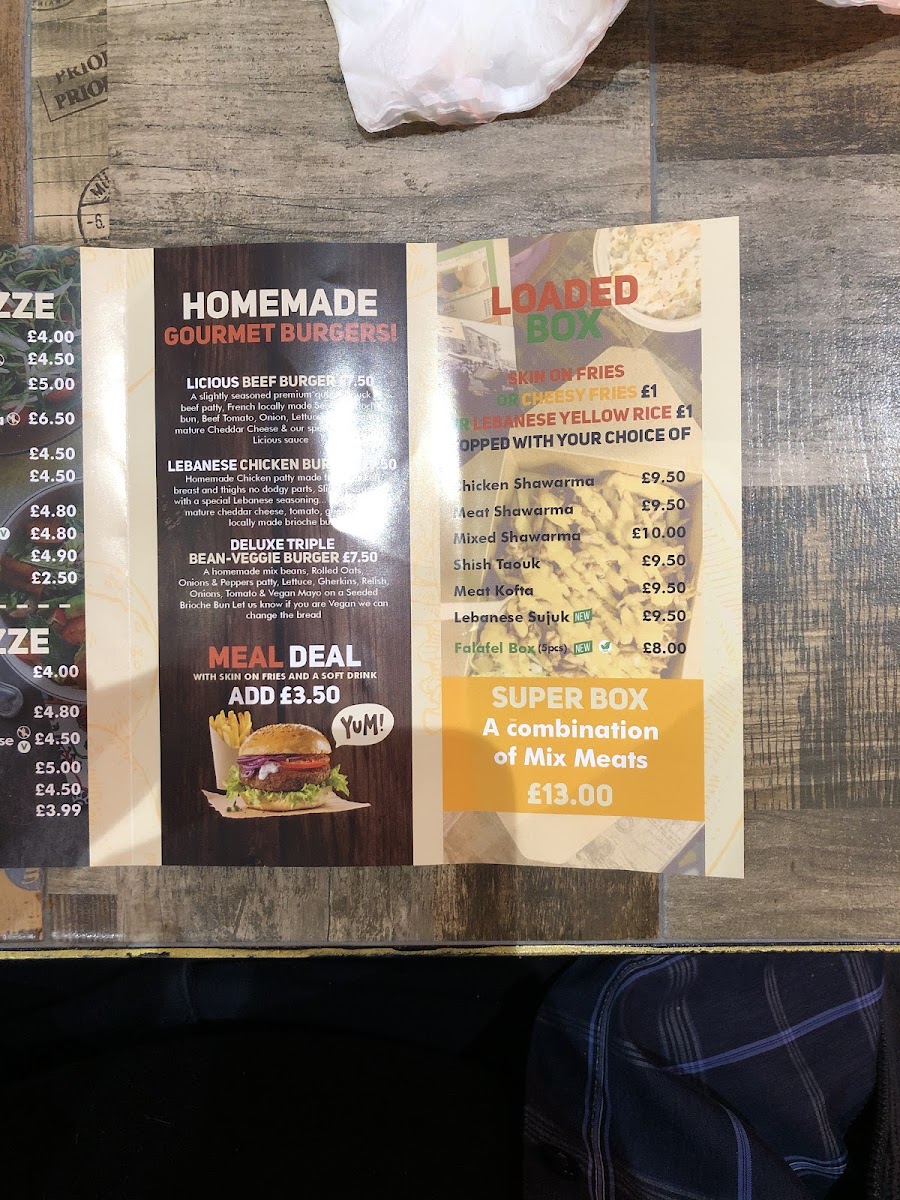 PRIO
PRIO
-6.
ZZE
£4.00
£4.50
£5.00
£6.50
£4.50
£4.50
£4.80
V £4.80
£4.90
£2.50
ZZE
£4.00
£4.80
se V £4.50
£5.00
£4.50
£3.99
HOMEMADE
GOURMET BURGERS!
LICIOUS BEEF BURGER £7.50
A slightly seasoned premium
beef patty, French locally made
bun, Beef Tomato, Onion, Lettuce
mature Cheddar Cheese & our
Licious sauce
LEBANESE CHICKEN BUR 50
Homemade Chicken patty made
breast and thighs no dodgy parts,
with a special Lebanese seasoning...
mature cheddar cheese, tomato,
locally made brioche
DELUXE TRIPLE
BEAN-VEGGIE BURGER £7.50
A homemade mix beans, Rolled Oats,
Onions & Peppers patty, Lettuce, Gherkins, Relish,
Onions, Tomato & Vegan Mayo on a Seeded
Brioche Bun Let us know if you are Vegan we can
change the bread
MEAL DEAL
WITH SKIN ON FRIES AND A SOFT DRINK
ADD £3.50
YUM!
LOADED
BOX
SKIN ON FRIES
OR CHEESY FRIES £1
R LEBANESE YELLOW RICE £1
OPPED WITH YOUR CHOICE OF
Chicken Shawarma £9.50
Meat Shawarma £9.50
Mixed Shawarma £10.00
Shish Taouk £9.50
Meat Kofta £9.50
Lebanese Sujuk NEW £9.50
Falafel Box (5pcs) NEW £8.00
SUPER BOX
A combination
of Mix Meats
£13.00